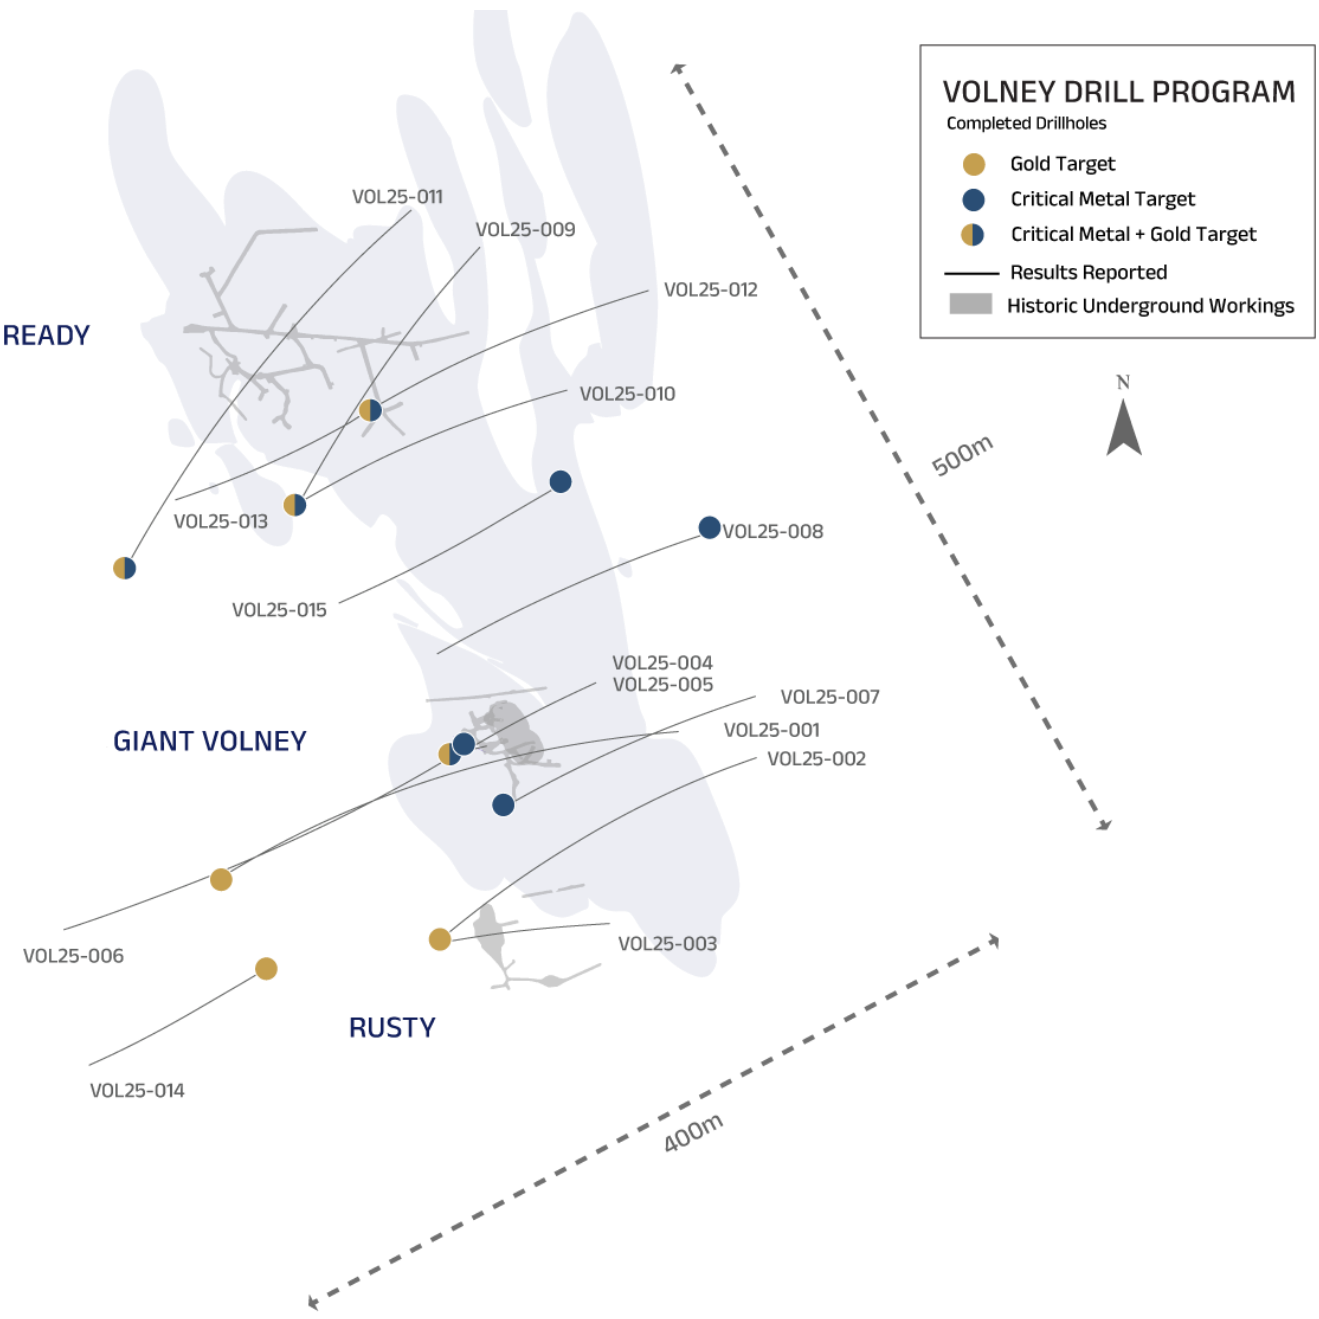 VOLNEY DRILL PROGRAM
Completed Drillholes
Gold Target
Critical Metal Target
Critical Metal + Gold Target
Results Reported
Historic Underground Workings
N
500m
400m
VOL25-011
VOL25-009
VOL25-012
READY
VOL25-010
VOL25-013
VOL25-008
VOL25-015
VOL25-004
VOL25-005
VOL25-007
VOL25-001
GIANT VOLNEY
VOL25-002
VOL25-003
VOL25-006
RUSTY
VOL25-014